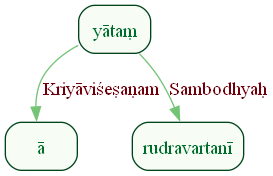 yātaṃ
Kriyāviśeṣaṇam Sambodhyaḥ
ā rudravartanī